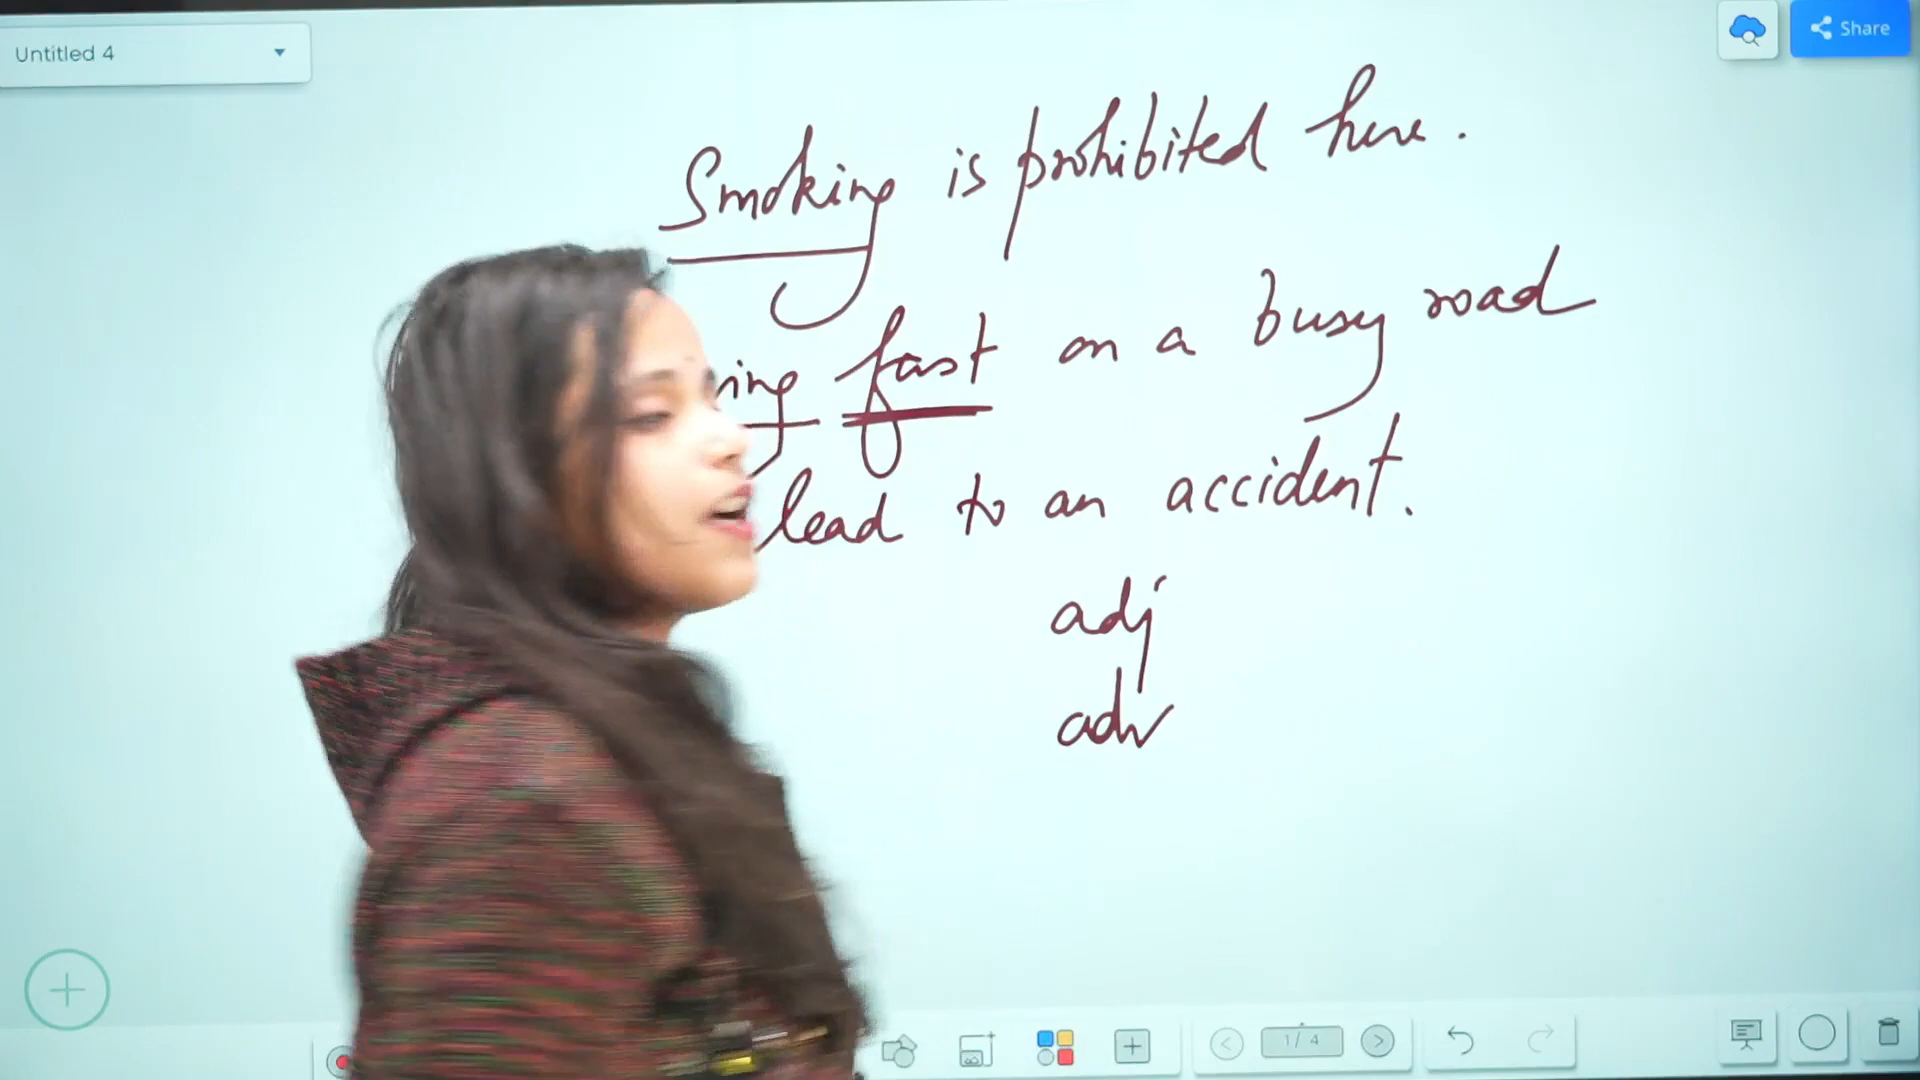 Untitled 4
Share
Smoking is prohibited here.
ing fast on a busy road
lead to an accident.
adj
adv
1/4